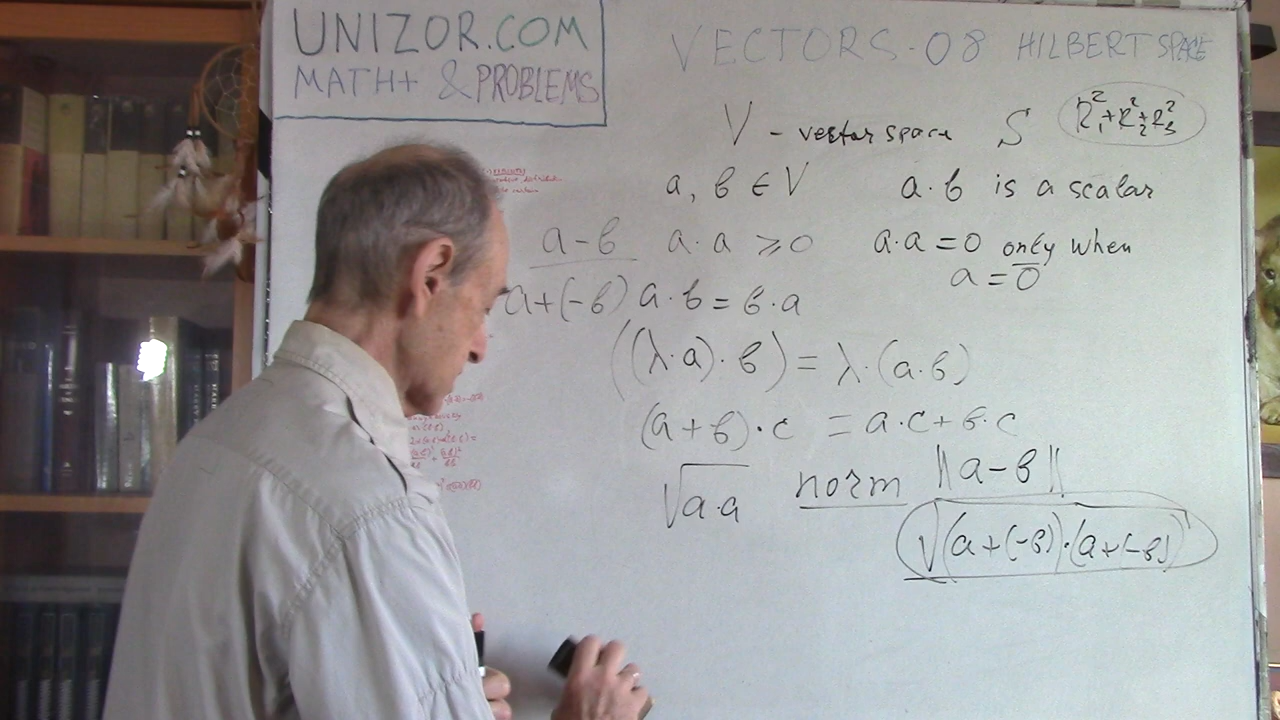 UNIZOR.COM
MATH+ & PROBLEMS
VECTORS-08 HILBERT SPACE
V - vector space S R₁²+R₂²+R₃²
a, b ∈ V a·b is a scalar
a-b a·a ⩾0 a·a=0 only when
a=0̅
a+(-b) a·b=b·a
((λ·a)·b)=λ·(a·b)
(a+b)·c =a·c+b·c
√a·a norm ||a-b||
√(a+(-b))·(a+(-b))